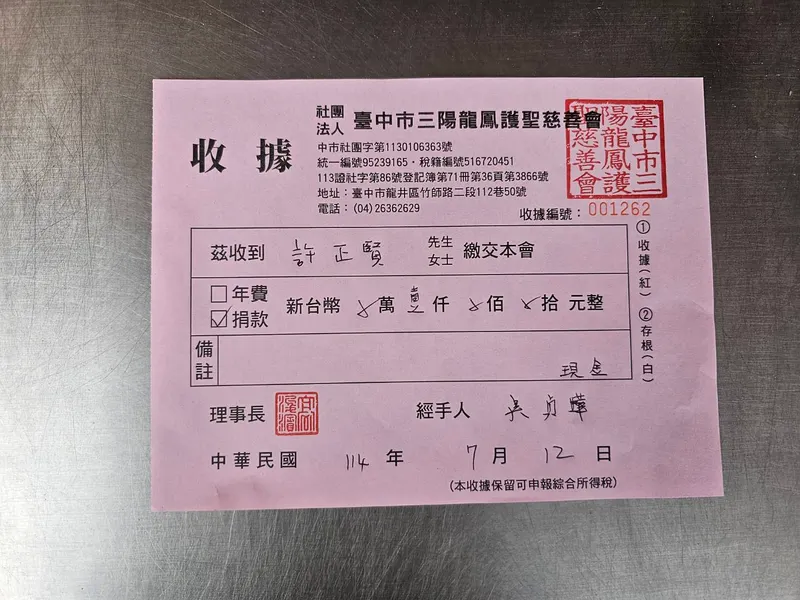 收據
社團法人 臺中市三陽龍鳳護聖慈善會
中市社團字第1130106363號
統一編號95239165・稅籍編號516720451
113證社字第86號登記簿第71冊第36頁第3866號
地址：臺中市龍井區竹師路二段112巷50號
電話：(04) 26362629
臺中市三陽龍鳳護聖慈善會
收據編號：001262
茲收到 許正賢 先生女士 繳交本會
□年費
☑捐款
新台幣 萬 壹 仟 佰 拾 元整
備註 現金
理事長
經手人 吳
中華民國 114 年 7 月 12 日
(本收據保留可申報綜合所得稅)
①收據(紅) ②存根(白)